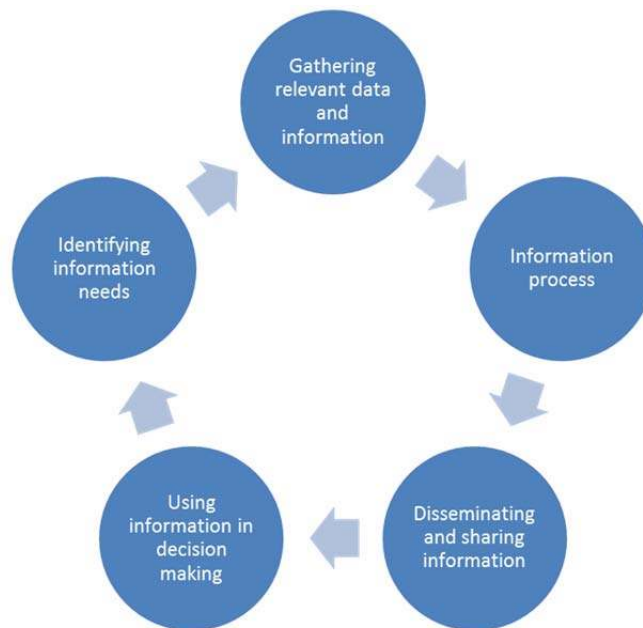 Gathering
relevant data
and
information
Information
process
Disseminating
and sharing
information
Using
information in
decision
making
Identifying
information
needs